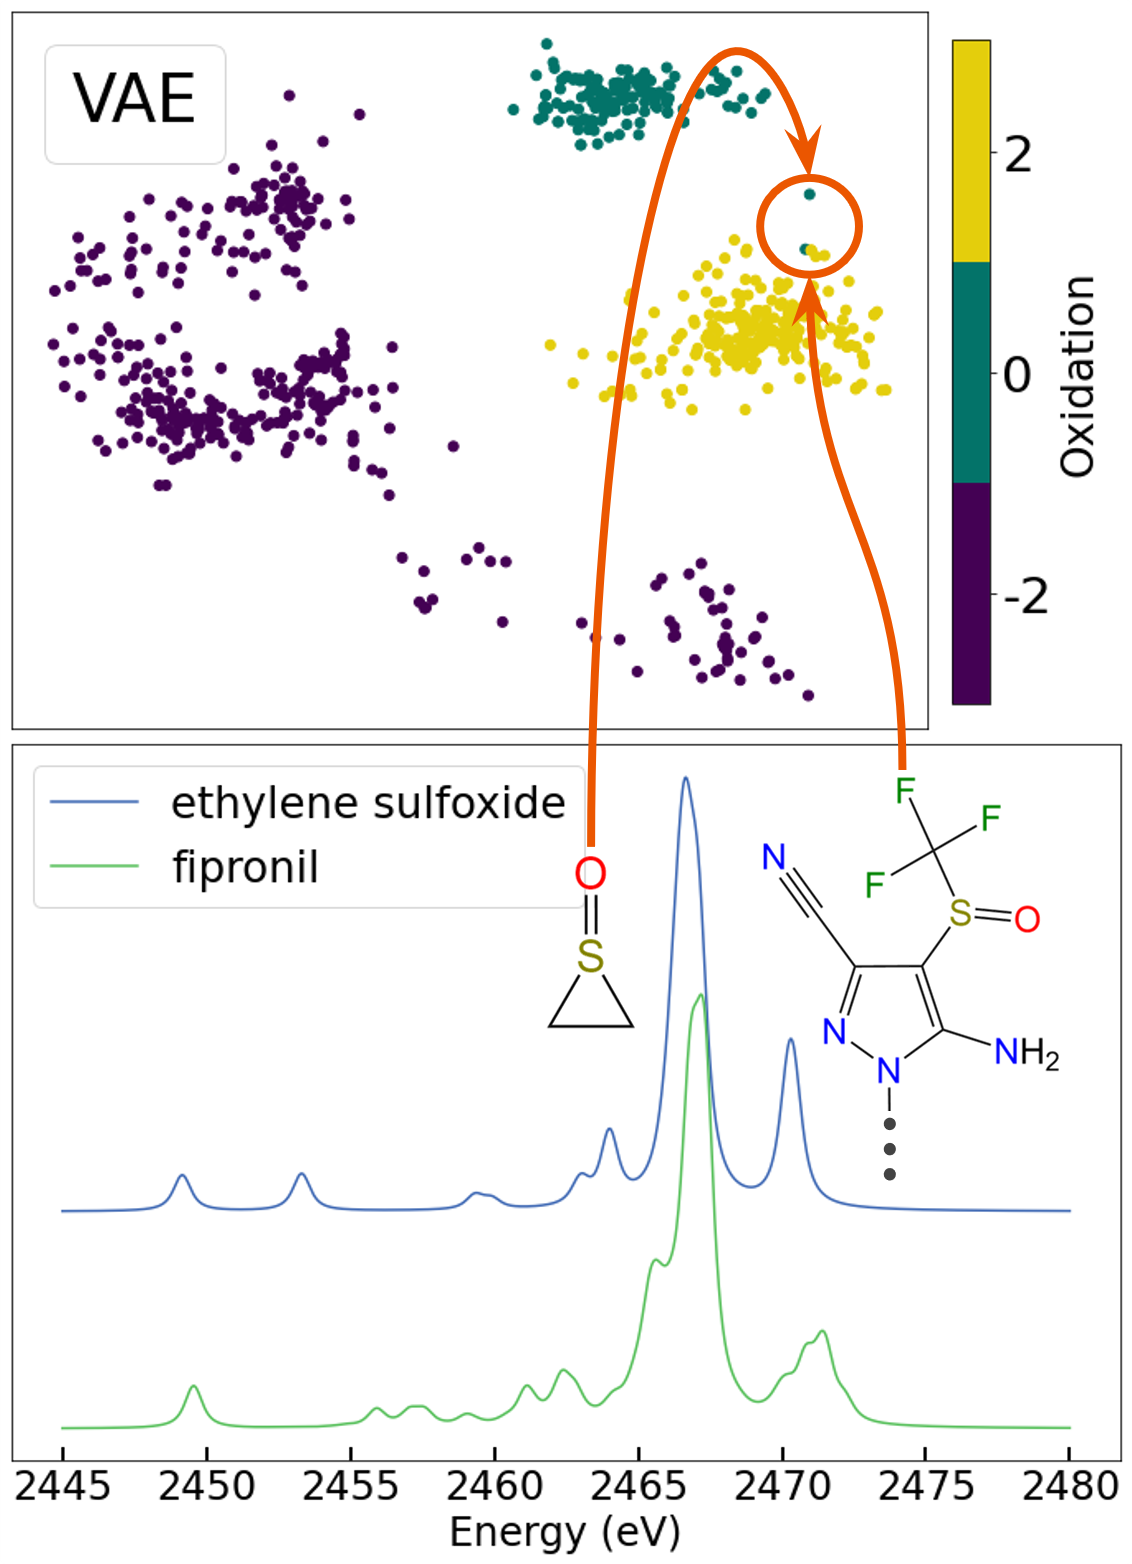 VAE
2
0
-2
Oxidation
ethylene sulfoxide
fipronil
O
S
F
F
F
N
S
O
N
N
NH2
2445 2450 2455 2460 2465 2470 2475 2480
Energy (eV)